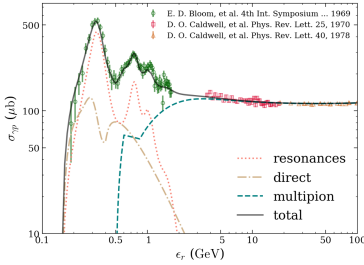 E. D. Bloom, et al. 4th Int. Symposium ... 1969
D. O. Caldwell, et al. Phys. Rev. Lett. 25, 1970
D. O. Caldwell, et al. Phys. Rev. Lett. 40, 1978
500
100
50
10
σγp (μb)
resonances
direct
multipion
total
0.1 0.5 1 5 10 50 100
ϵr (GeV)